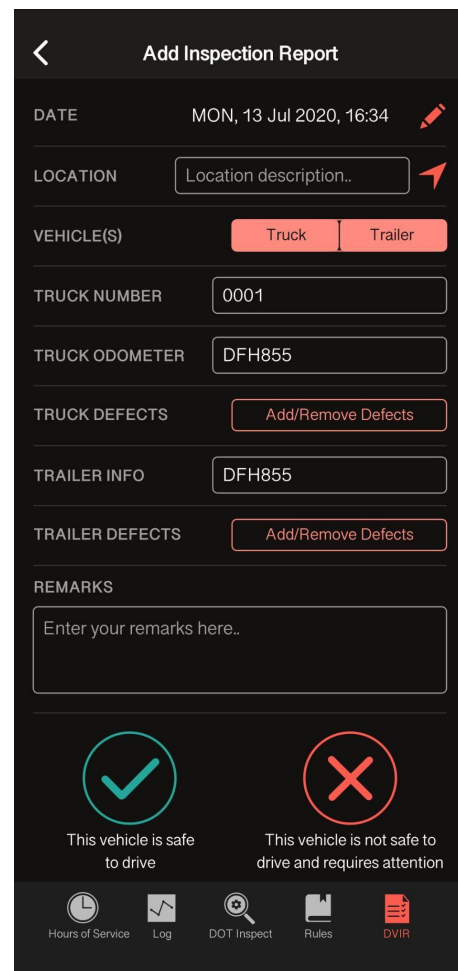 Add Inspection Report
DATE MON, 13 Jul 2020, 16:34
LOCATION Location description..
VEHICLE(S) Truck Trailer
TRUCK NUMBER 0001
TRUCK ODOMETER DFH855
TRUCK DEFECTS Add/Remove Defects
TRAILER INFO DFH855
TRAILER DEFECTS Add/Remove Defects
REMARKS
Enter your remarks here..
This vehicle is safe
to drive
This vehicle is not safe to
drive and requires attention
Hours of Service Log DOT Inspect Rules DVIR